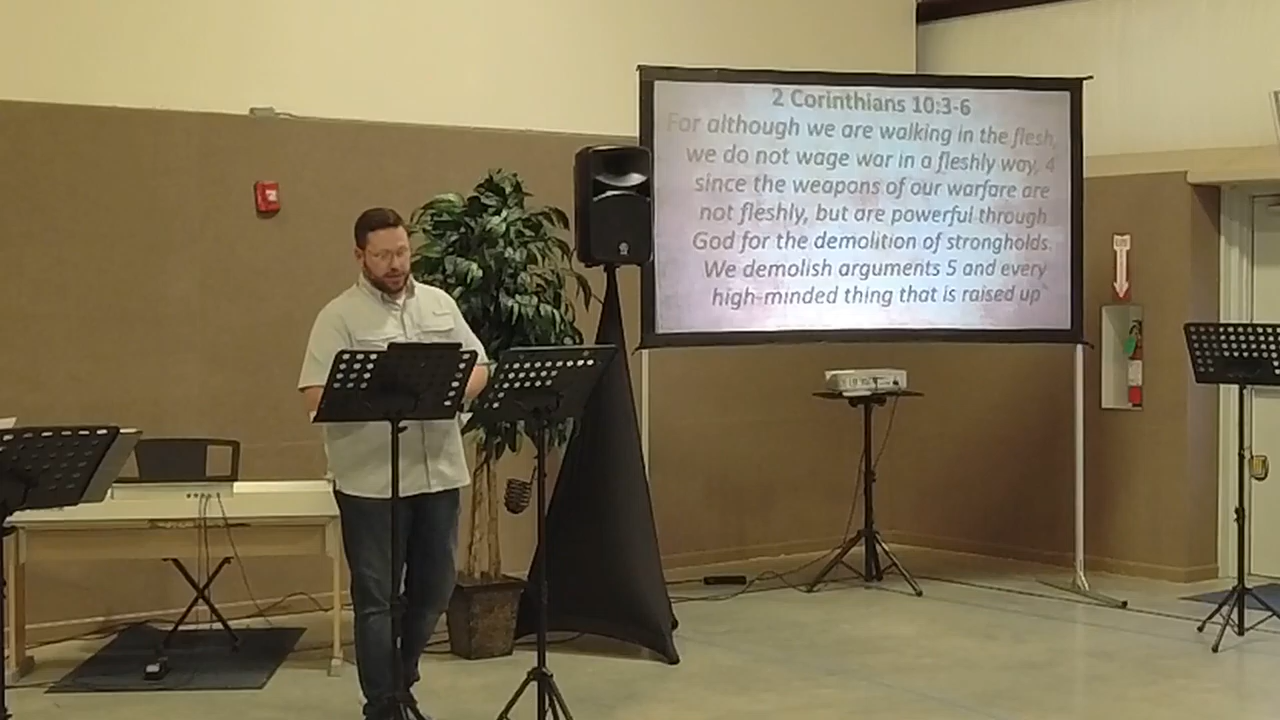 2 Corinthians 10:3-6
For although we are walking in the flesh,
we do not wage war in a fleshly way, 4
since the weapons of our warfare are
not fleshly, but are powerful through
God for the demolition of strongholds.
We demolish arguments 5 and every
high-minded thing that is raised up